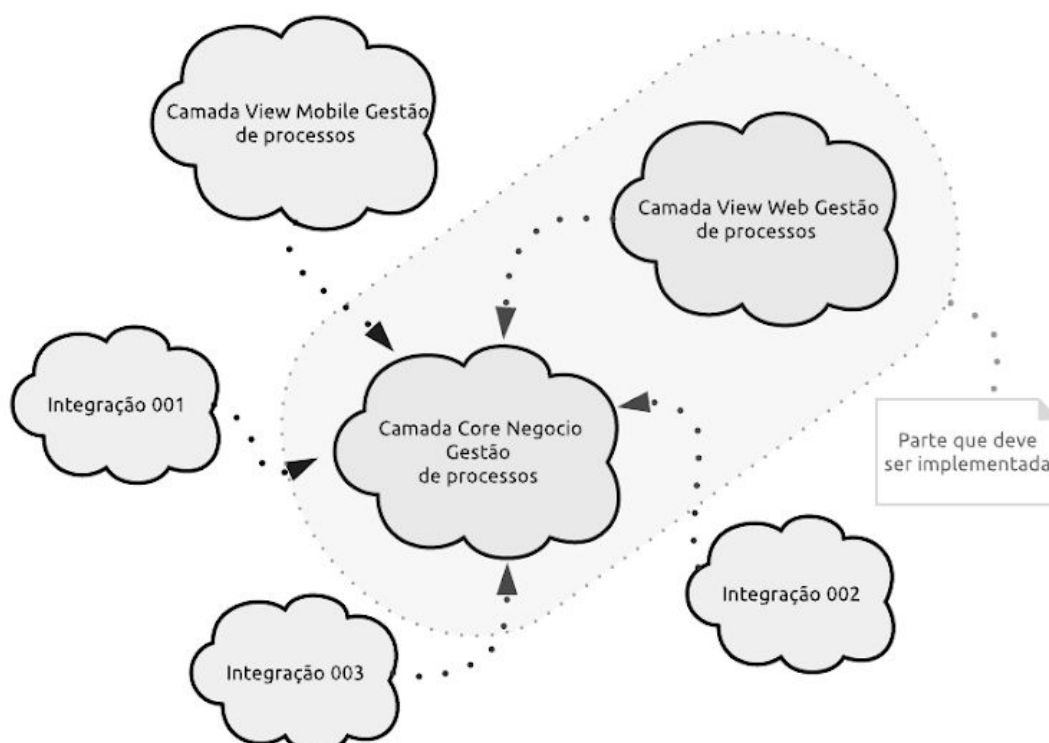 Camada View Mobile Gestão
de processos
Camada View Web Gestão
de processos
Integração 001
Camada Core Negocio
Gestão
de processos
Parte que deve
ser implementada
Integração 002
Integração 003